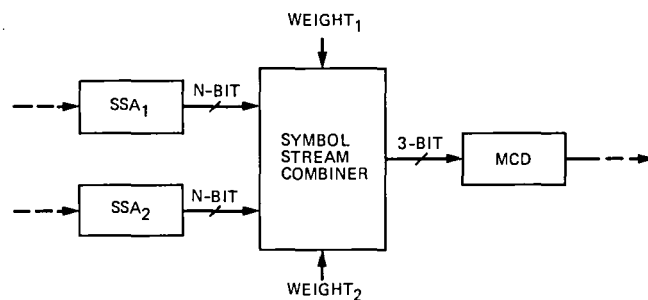 WEIGHT₁
SSA₁
N-BIT
SYMBOL
STREAM
COMBINER
3-BIT
MCD
SSA₂
N-BIT
WEIGHT₂